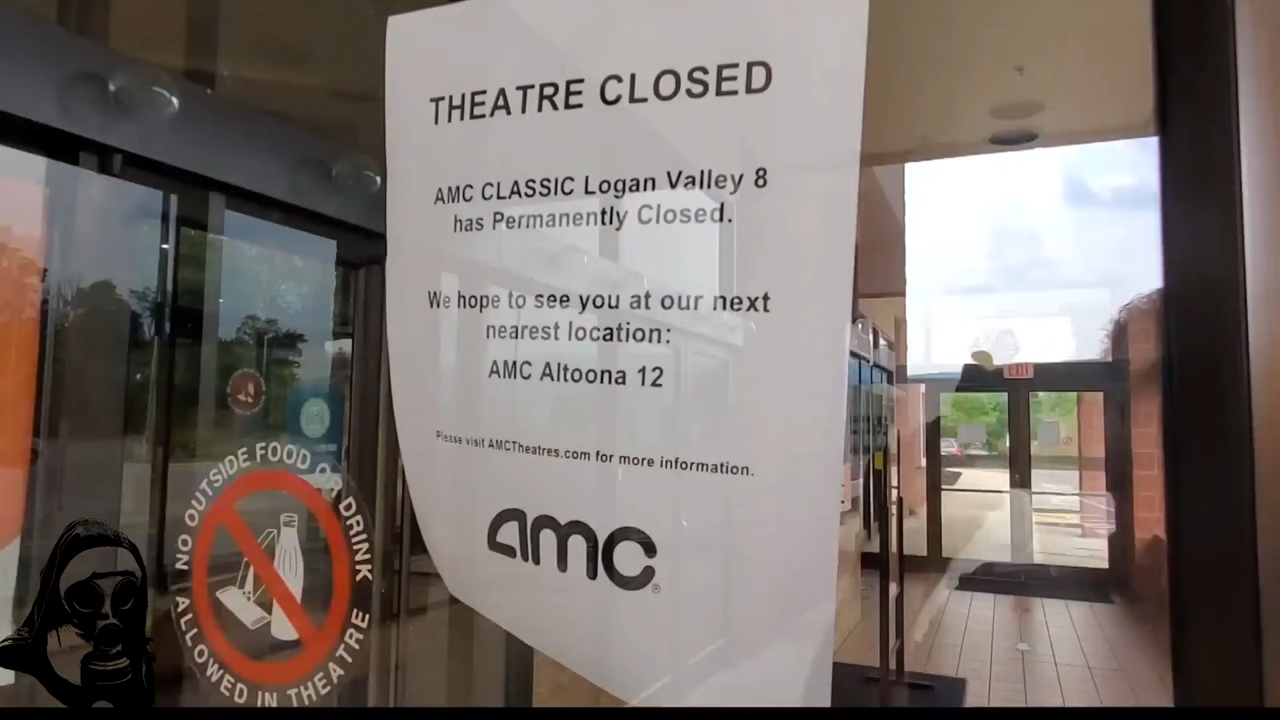 THEATRE CLOSED
AMC CLASSIC Logan Valley 8
has Permanently Closed.
We hope to see you at our next
nearest location:
AMC Altoona 12
Please visit AMCTheatres.com for more information.
amc
®
NO OUTSIDE FOOD OR DRINK
ALLOWED IN THEATRE
EXIT